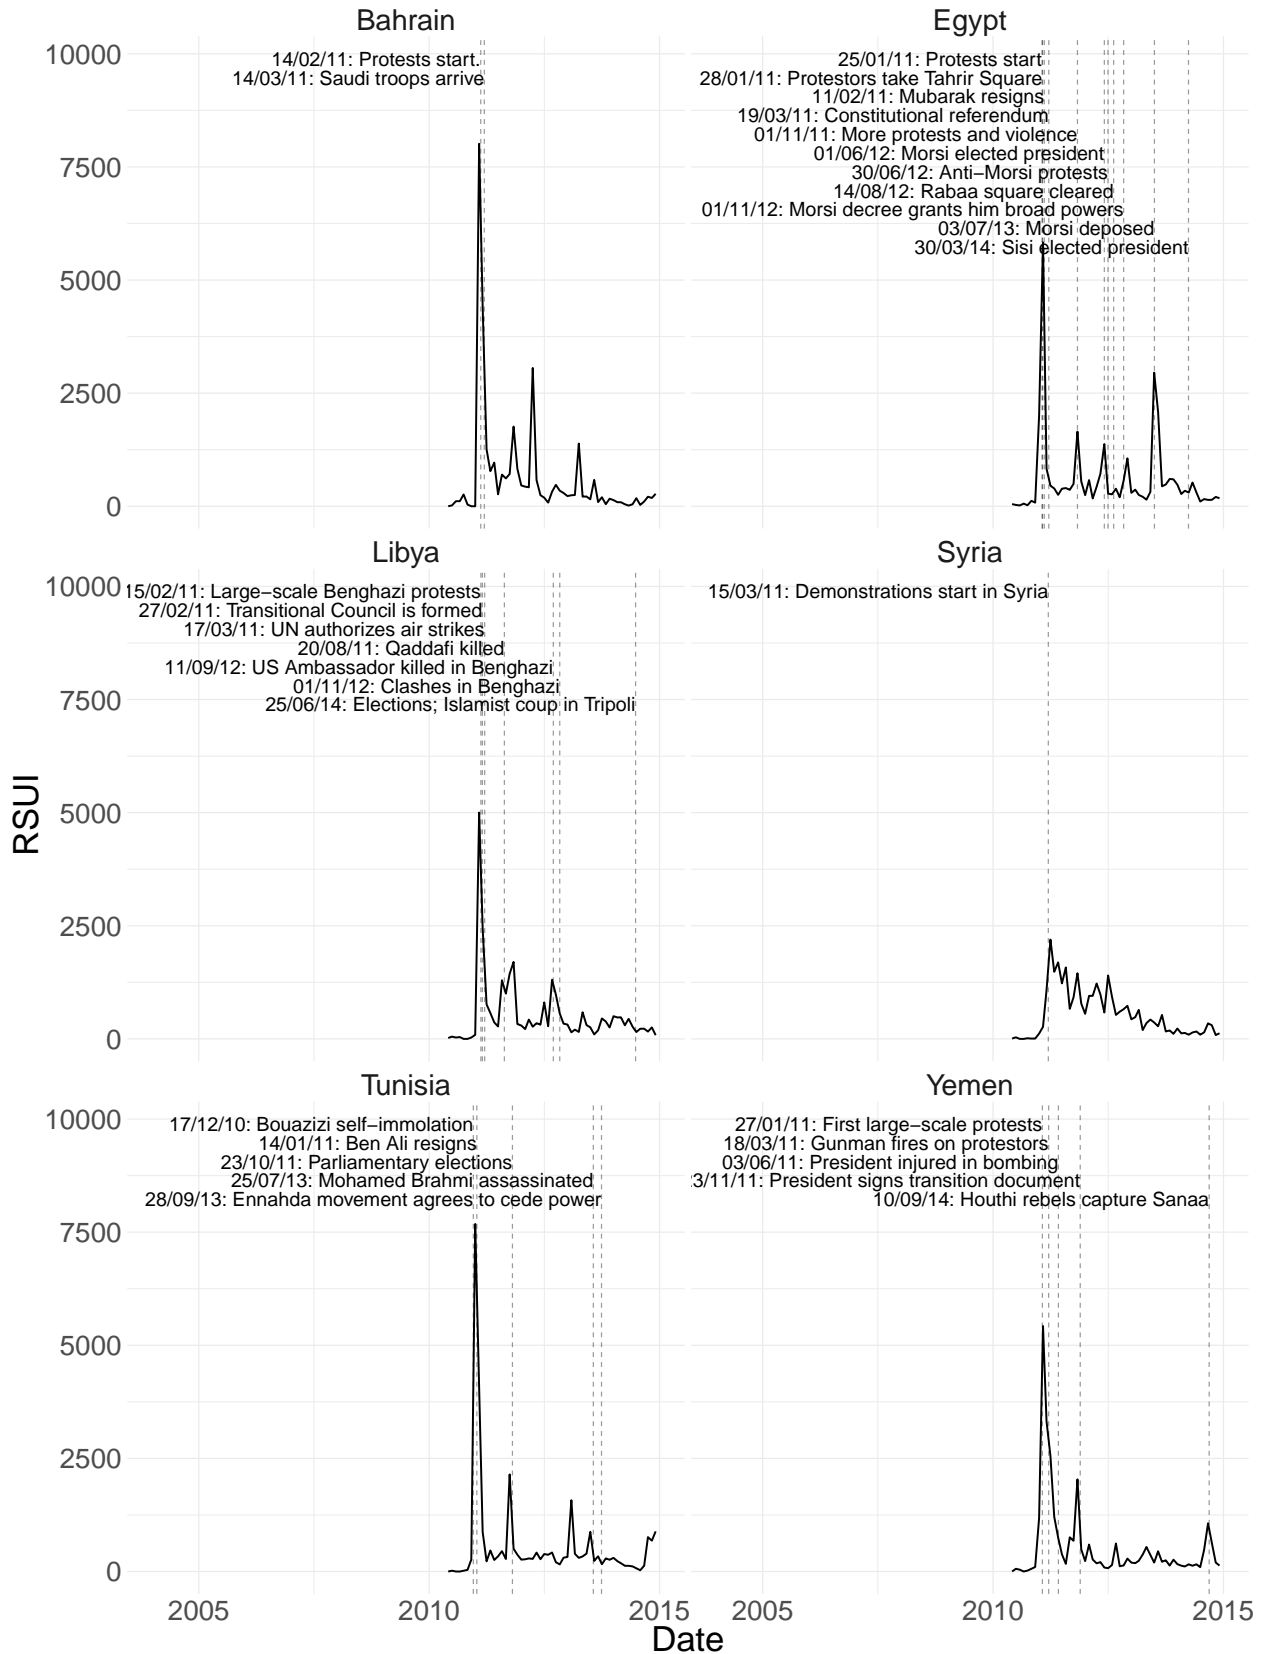 Bahrain
Egypt
10000
7500
5000
2500
0
14/02/11: Protests start.
14/03/11: Saudi troops arrive
25/01/11: Protests start
28/01/11: Protestors take Tahrir Square
11/02/11: Mubarak resigns
19/03/11: Constitutional referendum
01/11/11: More protests and violence
01/06/12: Morsi elected president
30/06/12: Anti−Morsi protests
14/08/12: Rabaa square cleared
01/11/12: Morsi decree grants him broad powers
03/07/13: Morsi deposed
30/03/14: Sisi elected president
Libya
Syria
10000
7500
5000
2500
0
15/02/11: Large−scale Benghazi protests
27/02/11: Transitional Council is formed
17/03/11: UN authorizes air strikes
20/08/11: Qaddafi killed
11/09/12: US Ambassador killed in Benghazi
01/11/12: Clashes in Benghazi
25/06/14: Elections; Islamist coup in Tripoli
15/03/11: Demonstrations start in Syria
RSUI
Tunisia
Yemen
10000
7500
5000
2500
0
17/12/10: Bouazizi self−immolation
14/01/11: Ben Ali resigns
23/10/11: Parliamentary elections
25/07/13: Mohamed Brahmi assassinated
28/09/13: Ennahda movement agrees to cede power
27/01/11: First large−scale protests
18/03/11: Gunman fires on protestors
03/06/11: President injured in bombing
3/11/11: President signs transition document
10/09/14: Houthi rebels capture Sanaa
2005
2010
2015
2005
2010
2015
Date